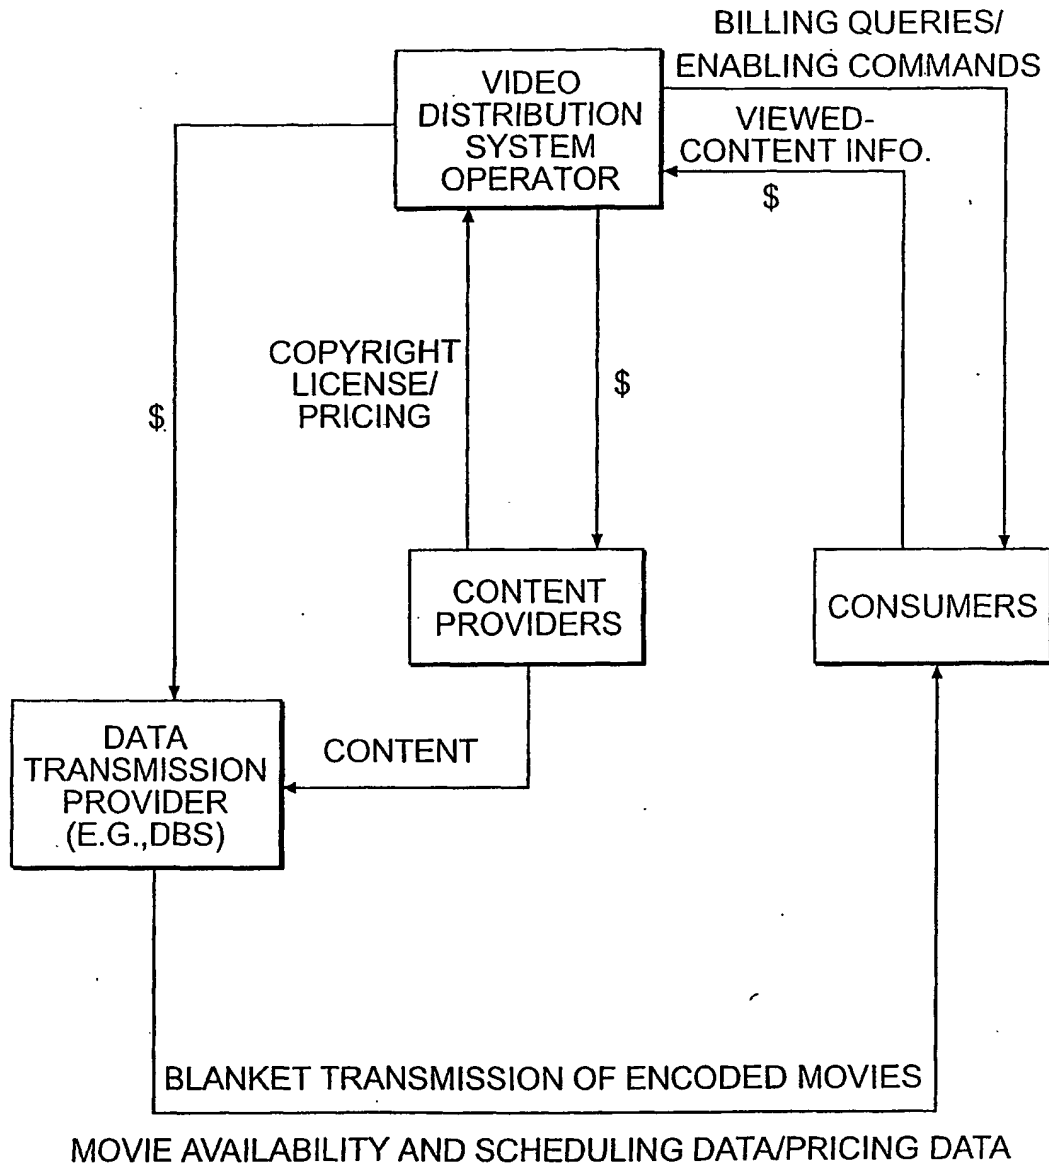 BILLING QUERIES/
ENABLING COMMANDS
VIDEO
DISTRIBUTION
SYSTEM
OPERATOR
VIEWED-
CONTENT INFO.
$
COPYRIGHT
LICENSE/
PRICING
$
$
CONTENT
PROVIDERS
CONSUMERS
DATA
TRANSMISSION
PROVIDER
(E.G.,DBS)
CONTENT
BLANKET TRANSMISSION OF ENCODED MOVIES
MOVIE AVAILABILITY AND SCHEDULING DATA/PRICING DATA